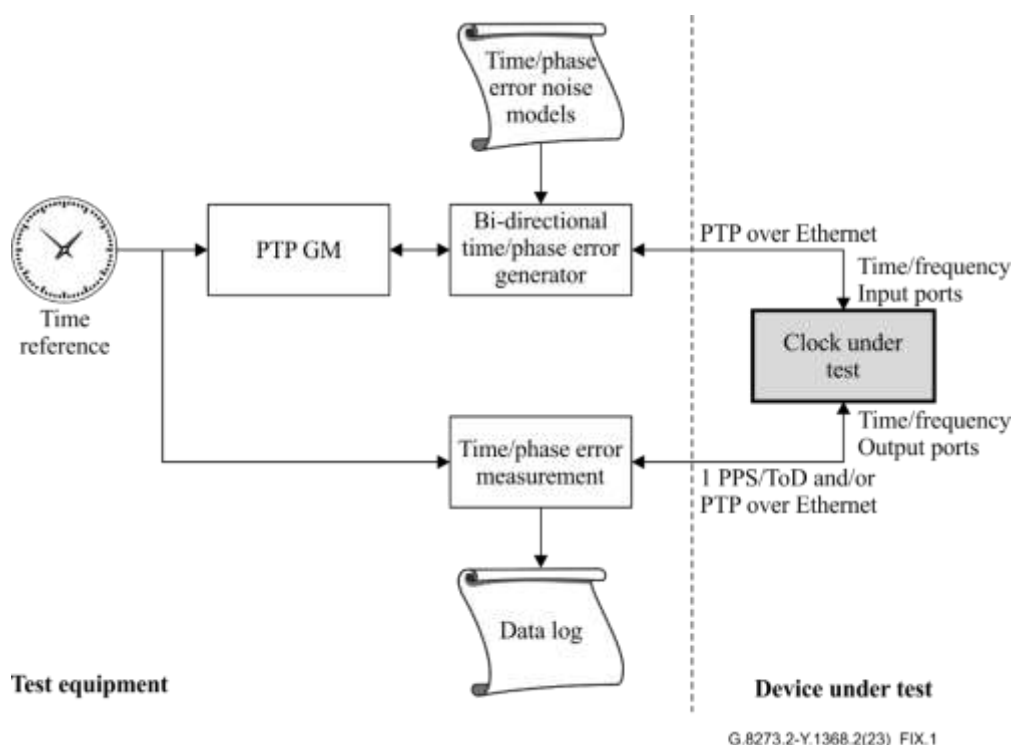 Time/phase
error noise
models
PTP GM
Bi-directional
time/phase error
generator
PTP over Ethernet
Time/frequency
Input ports
Time
reference
Clock under
test
Time/frequency
Output ports
Time/phase error
measurement
1 PPS/ToD and/or
PTP over Ethernet
Data log
Test equipment
Device under test
G.8273.2-Y.1368.2(23)_FIX.1